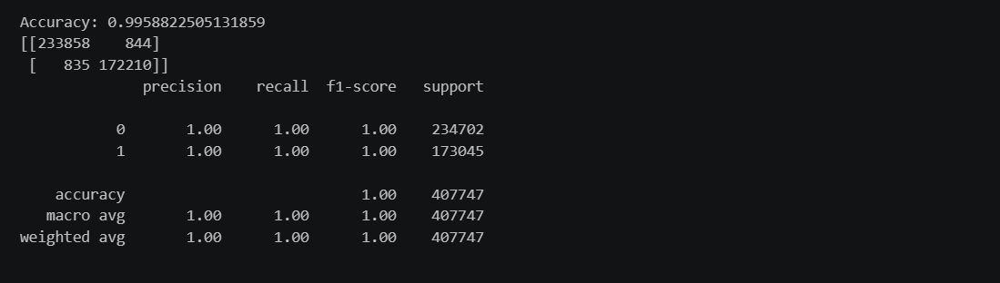 Accuracy: 0.9958822505131859
[[233858    844]
 [   835 172210]]
              precision    recall  f1-score   support

           0       1.00      1.00      1.00    234702
           1       1.00      1.00      1.00    173045

    accuracy                           1.00    407747
   macro avg       1.00      1.00      1.00    407747
weighted avg       1.00      1.00      1.00    407747